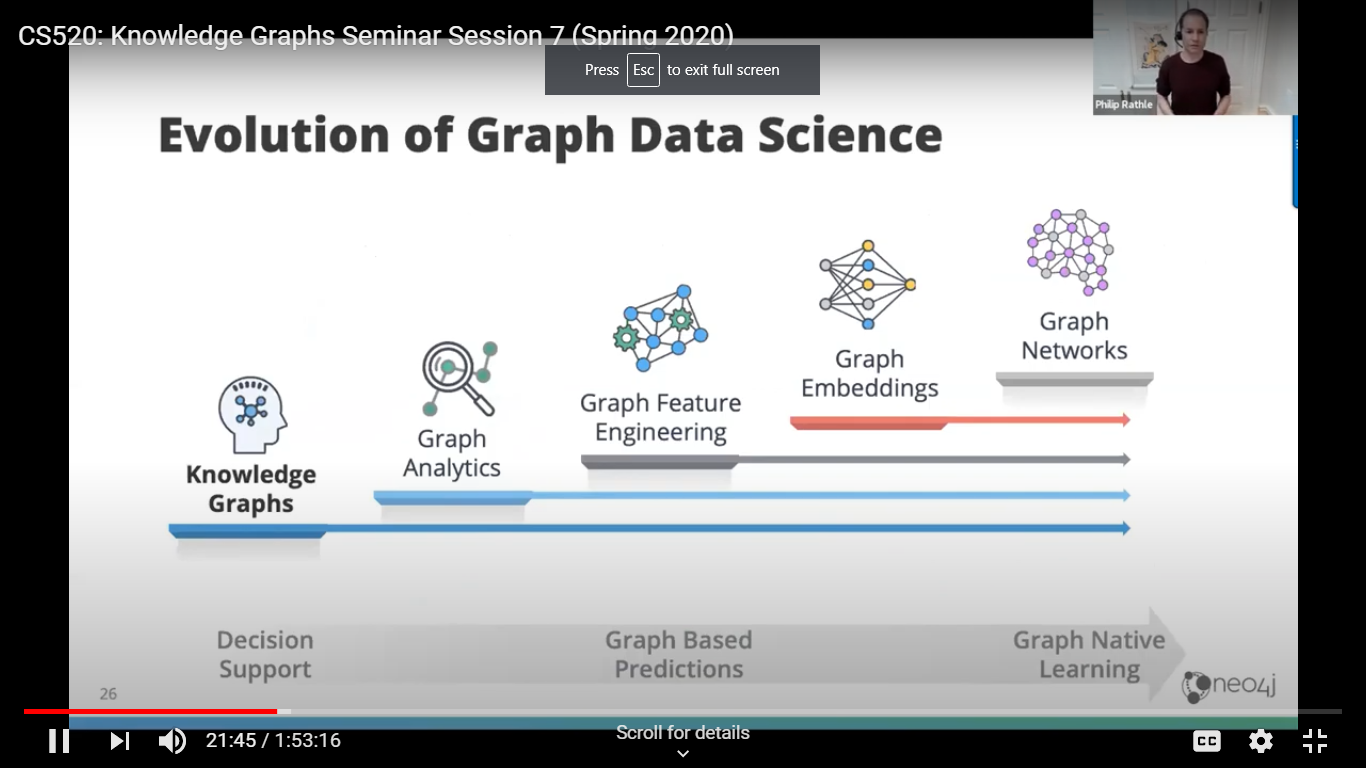 CS520: Knowledge Graphs Seminar Session 7 (Spring 2020)
Press Esc to exit full screen
Philip Rathle
Evolution of Graph Data Science
Knowledge
Graphs
Graph
Analytics
Graph Feature
Engineering
Graph
Embeddings
Graph
Networks
Decision
Support
Graph Based
Predictions
Graph Native
Learning
26
neo4j
Scroll for details
21:45 / 1:53:16
CC